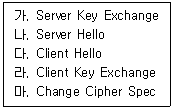 가. Server Key Exchange
나. Server Hello
다. Client Hello
라. Client Key Exchange
마. Change Cipher Spec